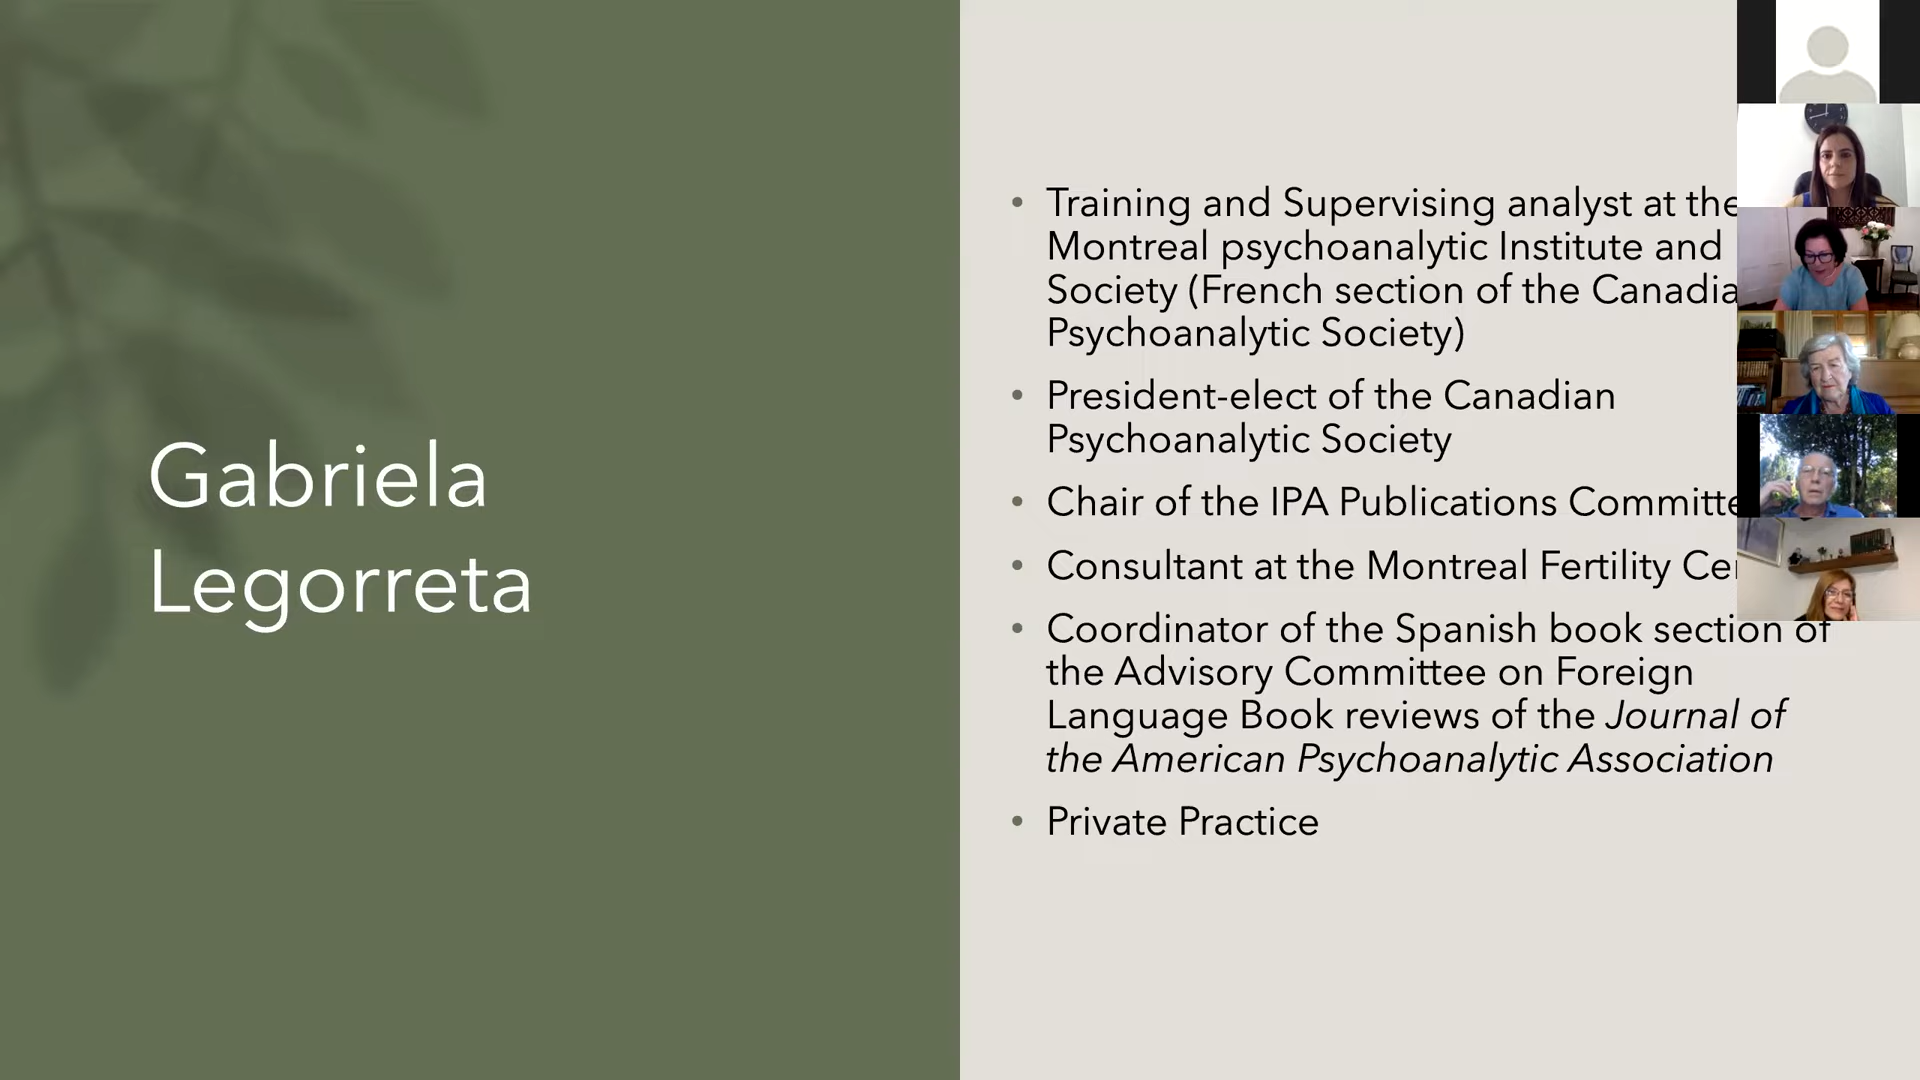 Gabriela
Legorreta
• Training and Supervising analyst at the
Montreal psychoanalytic Institute and
Society (French section of the
Psychoanalytic Society)
• President-elect of the Canadian
Psychoanalytic Society
• Chair of the IPA Publications
• Consultant at the Montreal Fertility
• Coordinator of the Spanish book section of
the Advisory Committee on Foreign
Language Book reviews of the Journal of
the American Psychoanalytic Association
• Private Practice